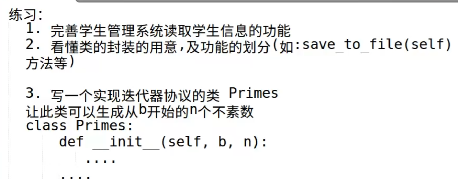 练习：
1. 完善学生管理系统读取学生信息的功能
2. 看懂类的封装的用意,及功能的划分(如:save_to_file(self)
方法等)
3. 写一个实现迭代器协议的类 Primes
让此类可以生成从b开始的n个不素数
class Primes:
def __init__(self, b, n):
....
....